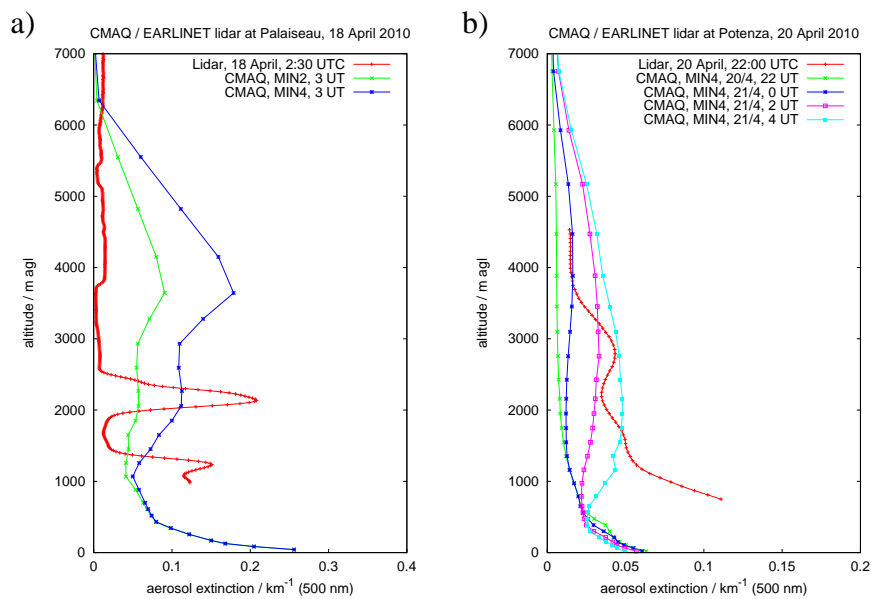 a)
CMAQ / EARLINET lidar at Palaiseau, 18 April 2010
7000
6000
5000
4000
3000
2000
1000
0
altitude / m agl
Lidar, 18 April, 2:30 UTC
CMAQ, MIN2, 3 UT
CMAQ, MIN4, 3 UT
0 0.1 0.2 0.3 0.4
aerosol extinction / km⁻¹ (500 nm)
b)
CMAQ / EARLINET lidar at Potenza, 20 April 2010
7000
6000
5000
4000
3000
2000
1000
0
altitude / m agl
Lidar, 20 April, 22:00 UTC
CMAQ, MIN4, 20/4, 22 UT
CMAQ, MIN4, 21/4, 0 UT
CMAQ, MIN4, 21/4, 2 UT
CMAQ, MIN4, 21/4, 4 UT
0 0.05 0.1 0.15 0.2
aerosol extinction / km⁻¹ (500 nm)